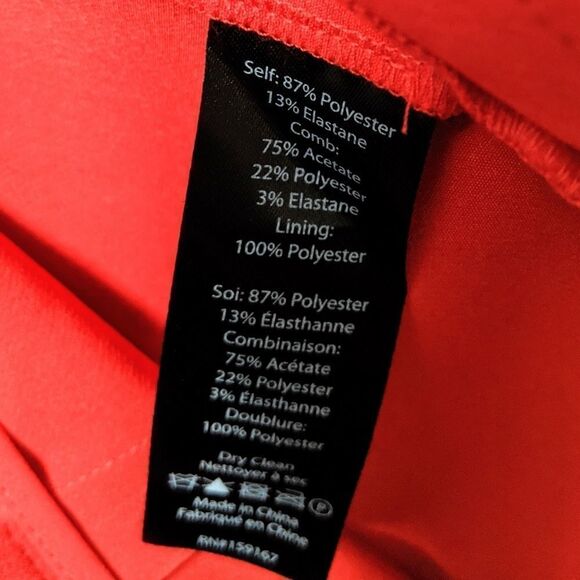 Self: 87% Polyester
13% Elastane
Comb:
75% Acetate
22% Polyester
3% Elastane
Lining:
100% Polyester
Soi: 87% Polyester
13% Élasthanne
Combinaison:
75% Acétate
22% Polyester
3% Élasthanne
Doublure:
100% Polyester
Dry Clean
Nettoyer à sec
P
Made in China
Fabriqué en Chine
RN#159167